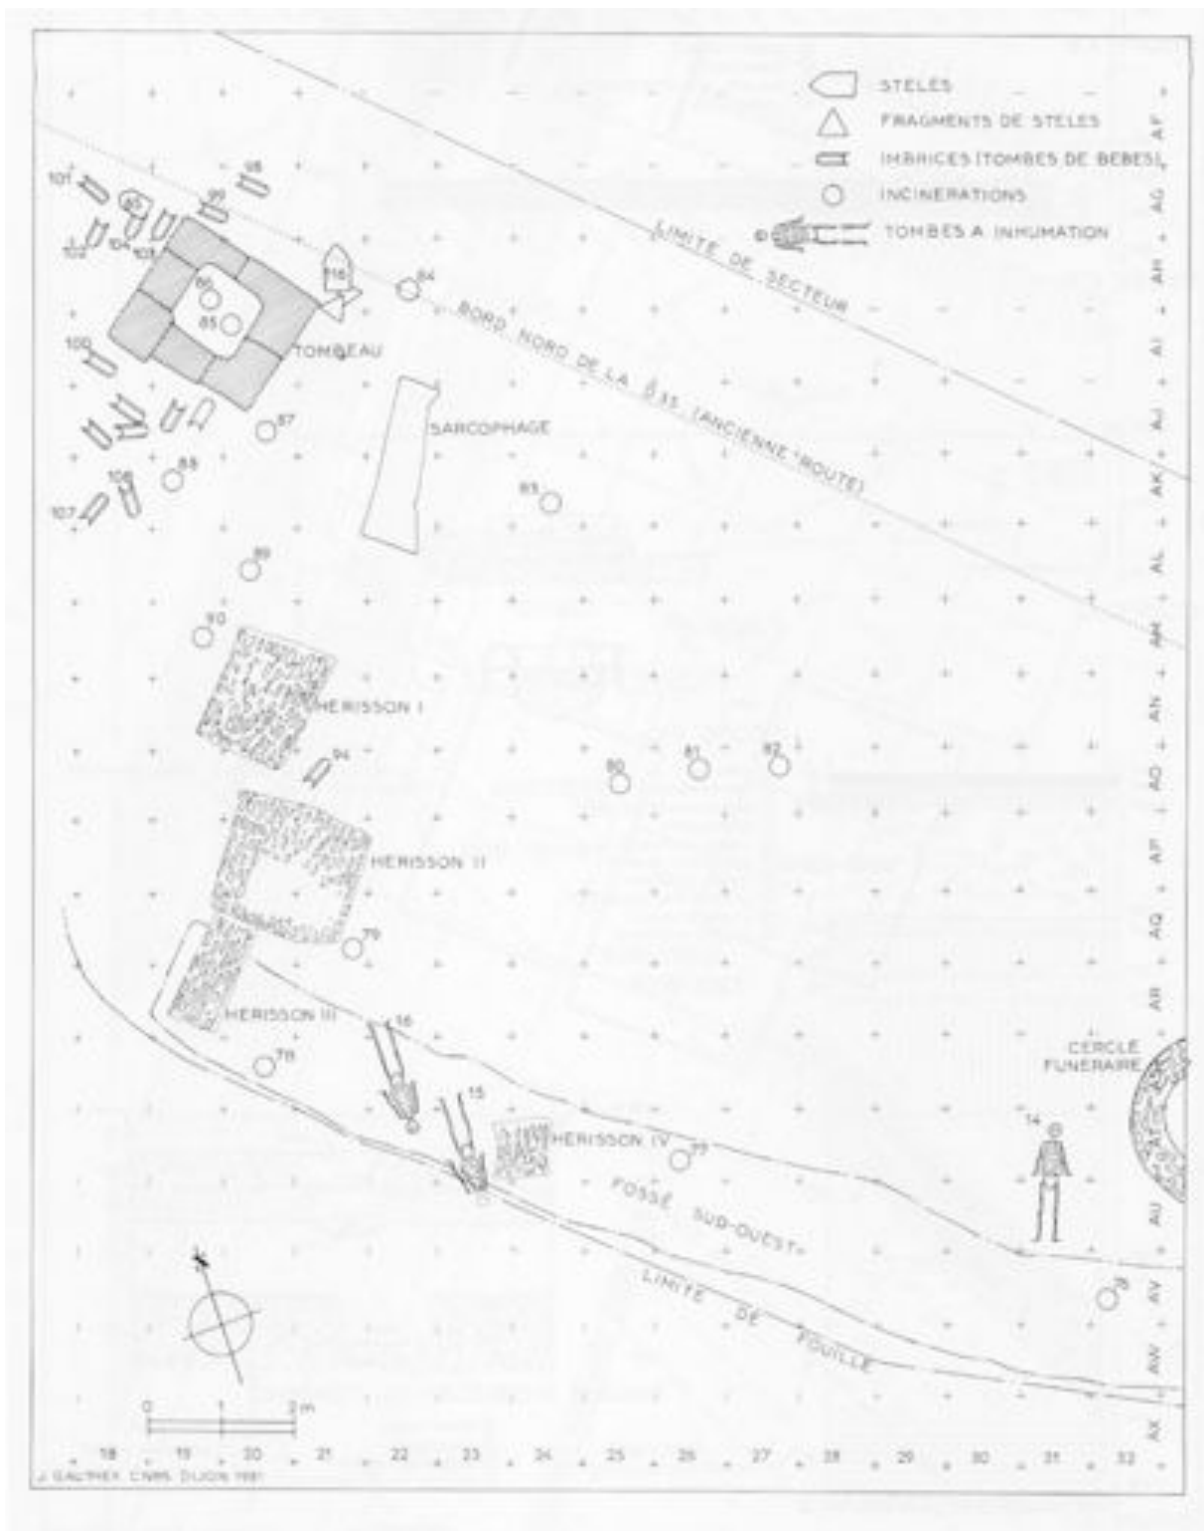 STELES
FRAGMENTS DE STELES
IMBRICES (TOMBES DE BEBES)
INCINERATIONS
TOMBES A INHUMATION
LIMITE DE SECTEUR
BORD NORD DE LA D35 (ANCIENNE ROUTE)
101
98
99
102
104
103
116
84
86
85
TOMBEAU
100
87
88
SARCOPHAGE
83
106
107
89
90
HERISSON I
94
80
81
82
HERISSON II
79
HERISSON III
78
16
15
HERISSON IV
77
14
CERCLE
FUNERAIRE
FOSSÉ SUD-OUEST
LIMITE DE FOUILLE
AF
AG
AH
AI
AJ
AK
AL
AM
AN
AO
AP
AQ
AR
AT
AU
AV
AW
AX
0 1 2 m
18 19 20 21 22 23 24 25 26 27 28 29 30 31 32
J. GAUTHEY CNRS DIJON 1981